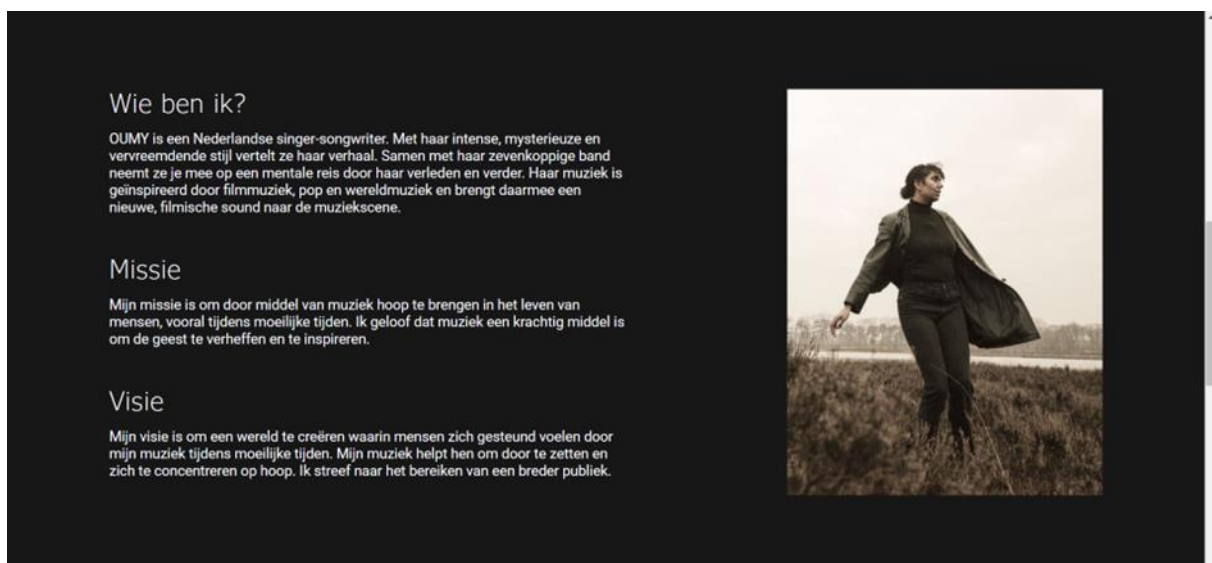 Wie ben ik?
OUMY is een Nederlandse singer-songwriter. Met haar intense, mysterieuze en
vervreemdende stijl vertelt ze haar verhaal. Samen met haar zevenkoppige band
neemt ze je mee op een mentale reis door haar verleden en verder. Haar muziek is
geïnspireerd door filmmuziek, pop en wereldmuziek en brengt daarmee een
nieuwe, filmische sound naar de muziekscene.
Missie
Mijn missie is om door middel van muziek hoop te brengen in het leven van
mensen, vooral tijdens moeilijke tijden. Ik geloof dat muziek een krachtig middel is
om de geest te verheffen en te inspireren.
Visie
Mijn visie is om een wereld te creëren waarin mensen zich gesteund voelen door
mijn muziek tijdens moeilijke tijden. Mijn muziek helpt hen om door te zetten en
zich te concentreren op hoop. Ik streef naar het bereiken van een breder publiek.